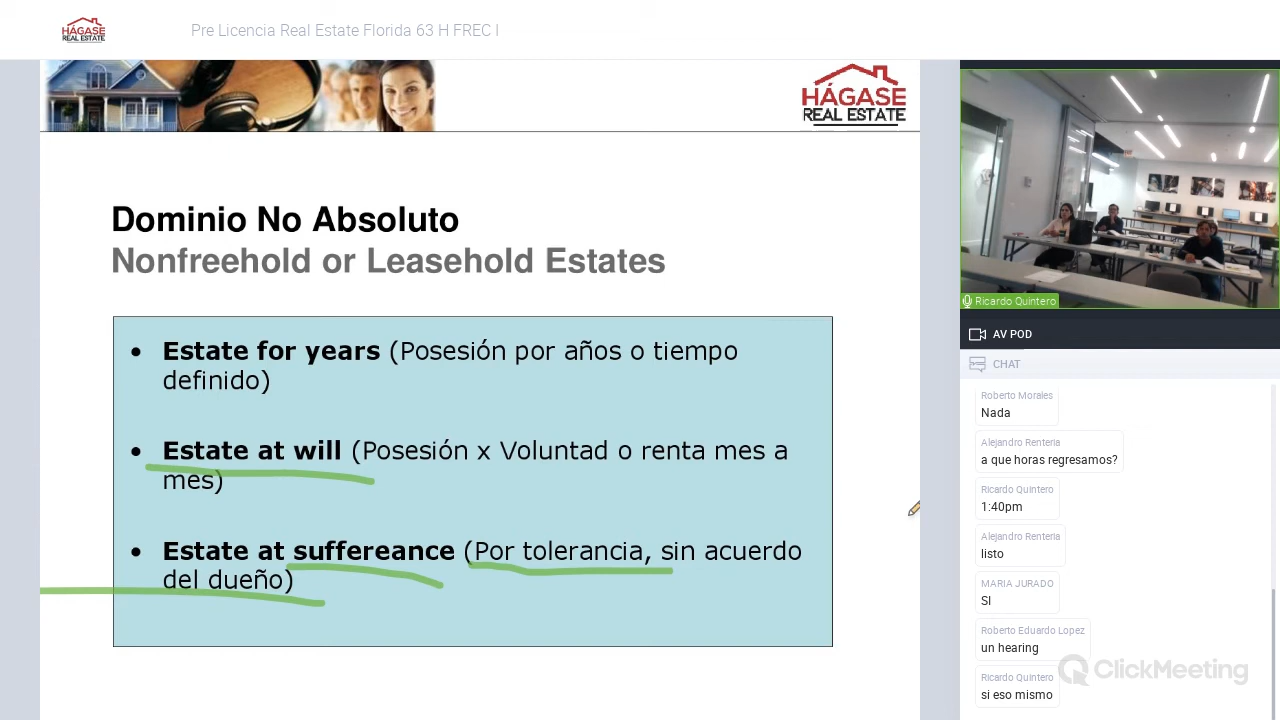 HÁGASE
REAL ESTATE
Pre Licencia Real Estate Florida 63 H FREC I
HÁGASE
REAL ESTATE
Dominio No Absoluto
Nonfreehold or Leasehold Estates
• Estate for years (Posesión por años o tiempo
definido)
• Estate at will (Posesión x Voluntad o renta mes a
mes)
• Estate at suffereance (Por tolerancia, sin acuerdo
del dueño)
Ricardo Quintero
AV POD
CHAT
Roberto Morales
Nada
Alejandro Renteria
a que horas regresamos?
Ricardo Quintero
1:40pm
Alejandro Renteria
listo
MARIA JURADO
SI
Roberto Eduardo Lopez
un hearing
Ricardo Quintero
si eso mismo
ClickMeeting